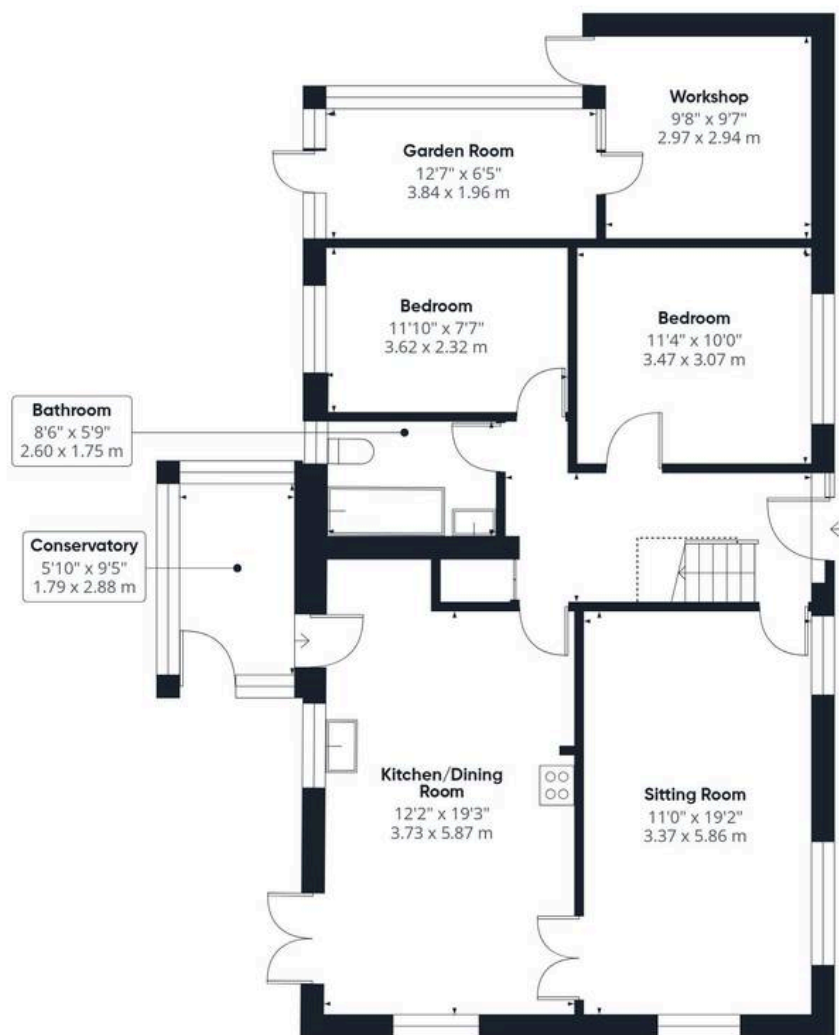 Workshop
9'8" x 9'7"
2.97 x 2.94 m
Garden Room
12'7" x 6'5"
3.84 x 1.96 m
Bedroom
11'10" x 7'7"
3.62 x 2.32 m
Bedroom
11'4" x 10'0"
3.47 x 3.07 m
Bathroom
8'6" x 5'9"
2.60 x 1.75 m
Conservatory
5'10" x 9'5"
1.79 x 2.88 m
Kitchen/Dining
Room
12'2" x 19'3"
3.73 x 5.87 m
Sitting Room
11'0" x 19'2"
3.37 x 5.86 m